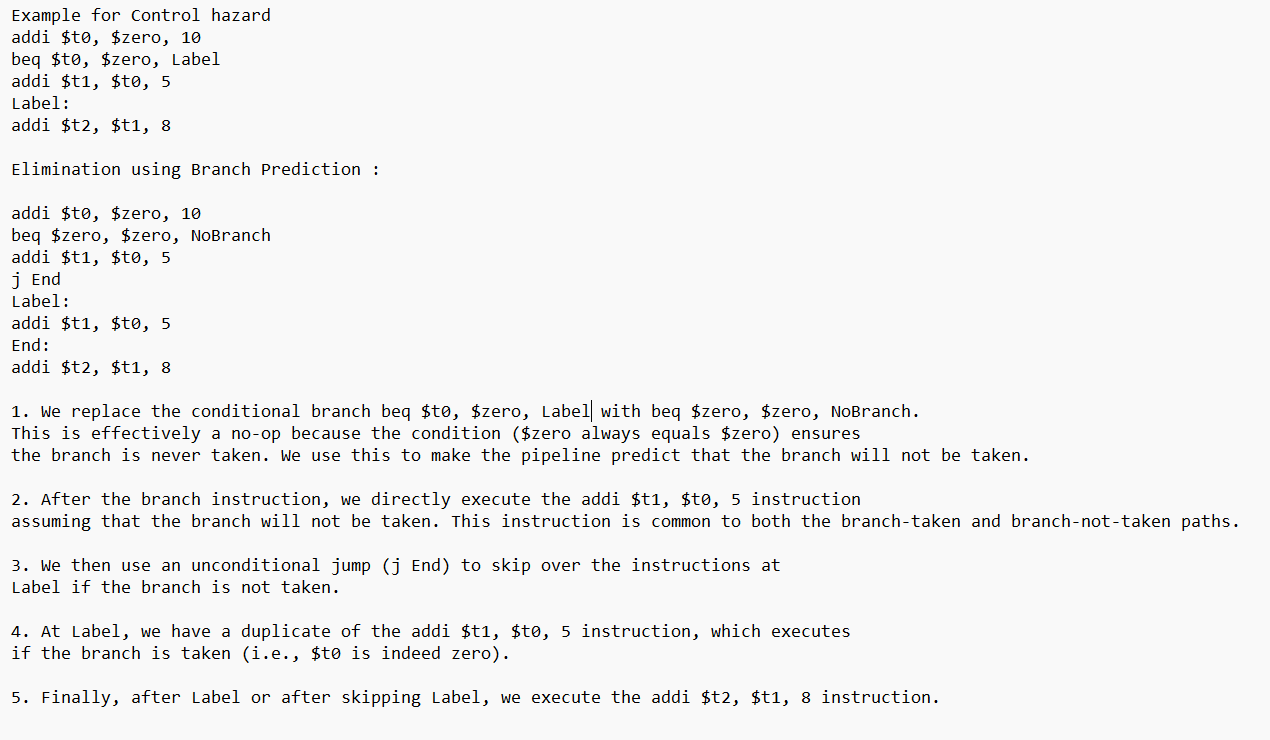 Example for Control hazard
addi $t0, $zero, 10
beq $t0, $zero, Label
addi $t1, $t0, 5
Label:
addi $t2, $t1, 8
Elimination using Branch Prediction :
addi $t0, $zero, 10
beq $zero, $zero, NoBranch
addi $t1, $t0, 5
j End
Label:
addi $t1, $t0, 5
End:
addi $t2, $t1, 8
1. We replace the conditional branch beq $t0, $zero, Label with beq $zero, $zero, NoBranch.
This is effectively a no-op because the condition ($zero always equals $zero) ensures
the branch is never taken. We use this to make the pipeline predict that the branch will not be taken.
2. After the branch instruction, we directly execute the addi $t1, $t0, 5 instruction
assuming that the branch will not be taken. This instruction is common to both the branch-taken and branch-not-taken paths.
3. We then use an unconditional jump (j End) to skip over the instructions at
Label if the branch is not taken.
4. At Label, we have a duplicate of the addi $t1, $t0, 5 instruction, which executes
if the branch is taken (i.e., $t0 is indeed zero).
5. Finally, after Label or after skipping Label, we execute the addi $t2, $t1, 8 instruction.